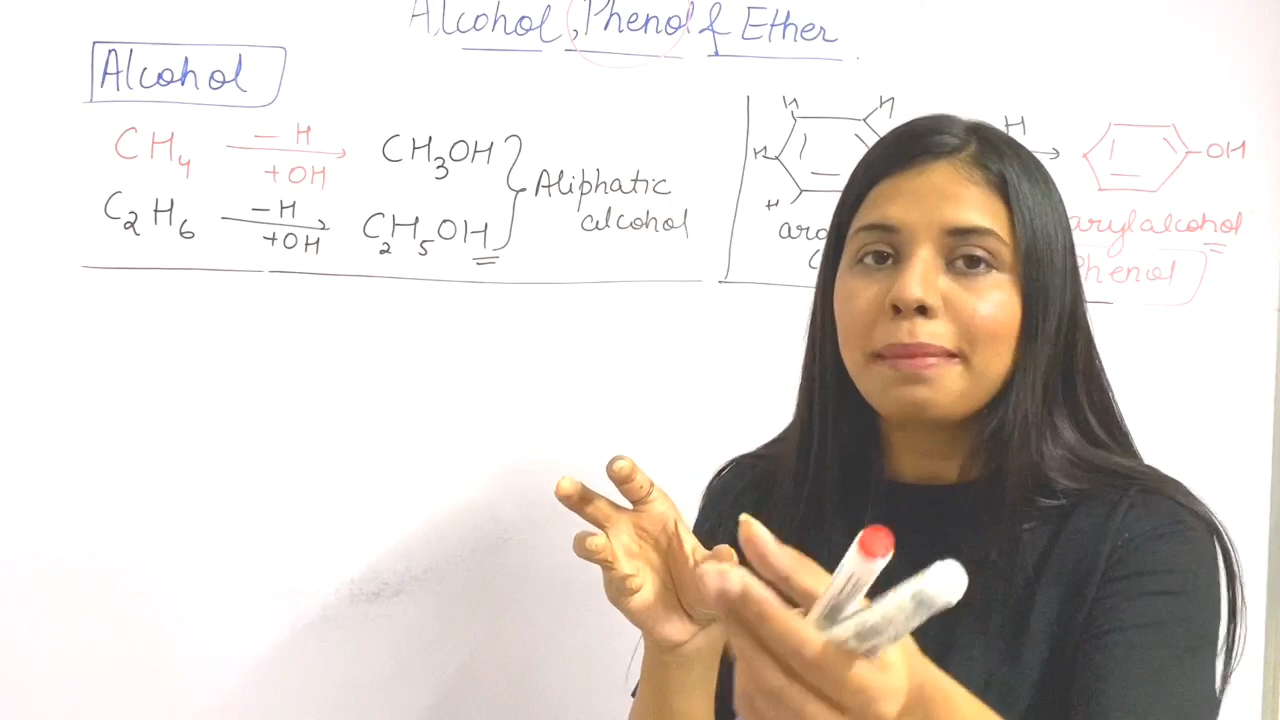 Alcohol, Phenol & Ether
Alcohol
CH4 −H +OH CH3OH
C2H6 −H +OH C2H5OH
Aliphatic
alcohol
H H
H
H
H
OH
arylalcohol
Phenol